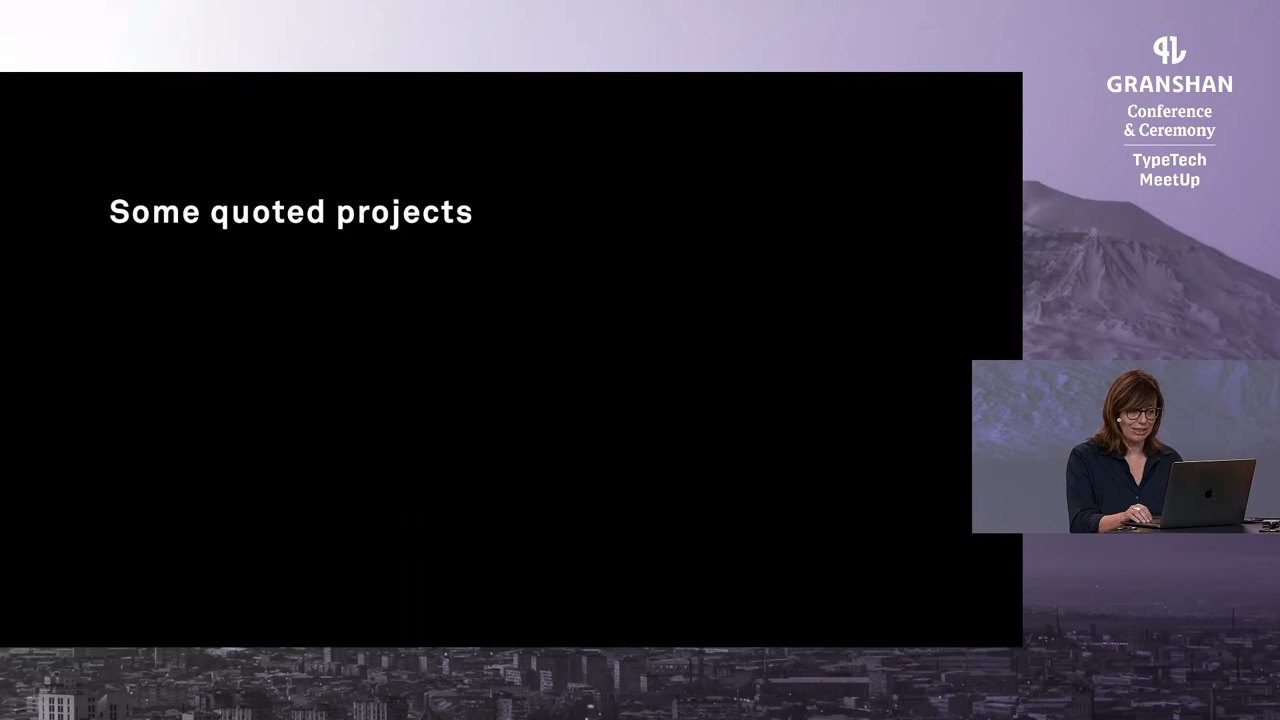 Some quoted projects
GRANSHAN
Conference
& Ceremony
TypeTech
MeetUp